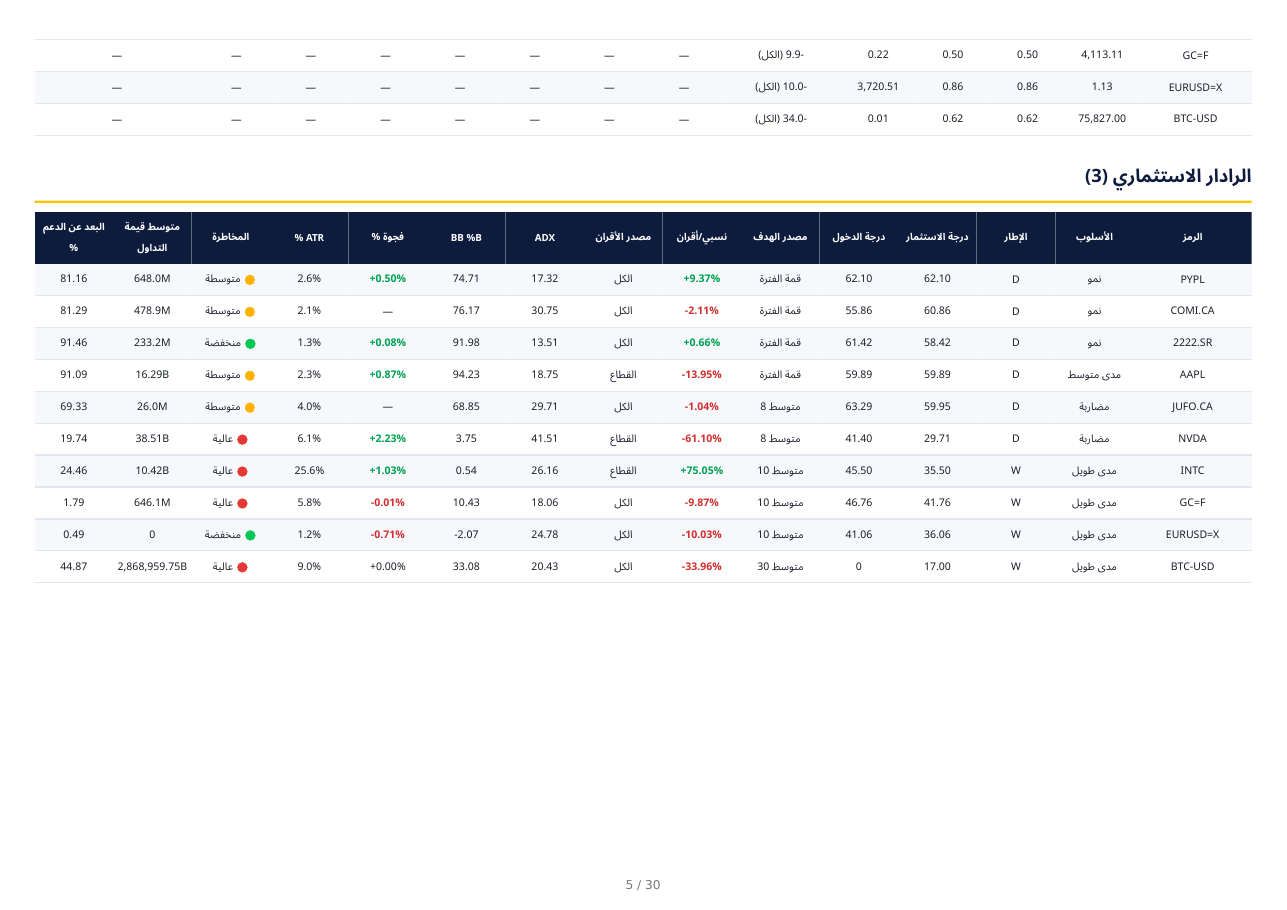 GC=F 4,113.11 0.50 0.50 0.22 -9.9 (الكل) — — — — — — — —
EURUSD=X 1.13 0.86 0.86 3,720.51 -10.0 (الكل) — — — — — — — —
BTC-USD 75,827.00 0.62 0.62 0.01 -34.0 (الكل) — — — — — — — —
الرادار الاستثماري (3)
الرمز الأسلوب الإطار درجة الاستثمار درجة الدخول مصدر الهدف نسبي/أقران مصدر الأقران ADX BB %B فجوة % ATR % المخاطرة متوسط قيمة التداول البعد عن الدعم %
PYPL نمو D 62.10 62.10 قمة الفترة +9.37% الكل 17.32 74.71 +0.50% 2.6% متوسطة 648.0M 81.16
COMI.CA نمو D 60.86 55.86 قمة الفترة -2.11% الكل 30.75 76.17 — 2.1% متوسطة 478.9M 81.29
2222.SR نمو D 58.42 61.42 قمة الفترة +0.66% الكل 13.51 91.98 +0.08% 1.3% منخفضة 233.2M 91.46
AAPL مدى متوسط D 59.89 59.89 قمة الفترة -13.95% القطاع 18.75 94.23 +0.87% 2.3% متوسطة 16.29B 91.09
JUFO.CA مضاربة D 59.95 63.29 متوسط 8 -1.04% الكل 29.71 68.85 — 4.0% متوسطة 26.0M 69.33
NVDA مضاربة D 29.71 41.40 متوسط 8 -61.10% القطاع 41.51 3.75 +2.23% 6.1% عالية 38.51B 19.74
INTC مدى طويل W 35.50 45.50 متوسط 10 +75.05% القطاع 26.16 0.54 +1.03% 25.6% عالية 10.42B 24.46
GC=F مدى طويل W 41.76 46.76 متوسط 10 -9.87% الكل 18.06 10.43 -0.01% 5.8% عالية 646.1M 1.79
EURUSD=X مدى طويل W 36.06 41.06 متوسط 10 -10.03% الكل 24.78 -2.07 -0.71% 1.2% منخفضة 0 0.49
BTC-USD مدى طويل W 17.00 0 متوسط 30 -33.96% الكل 20.43 33.08 +0.00% 9.0% عالية 2,868,959.75B 44.87
5 / 30